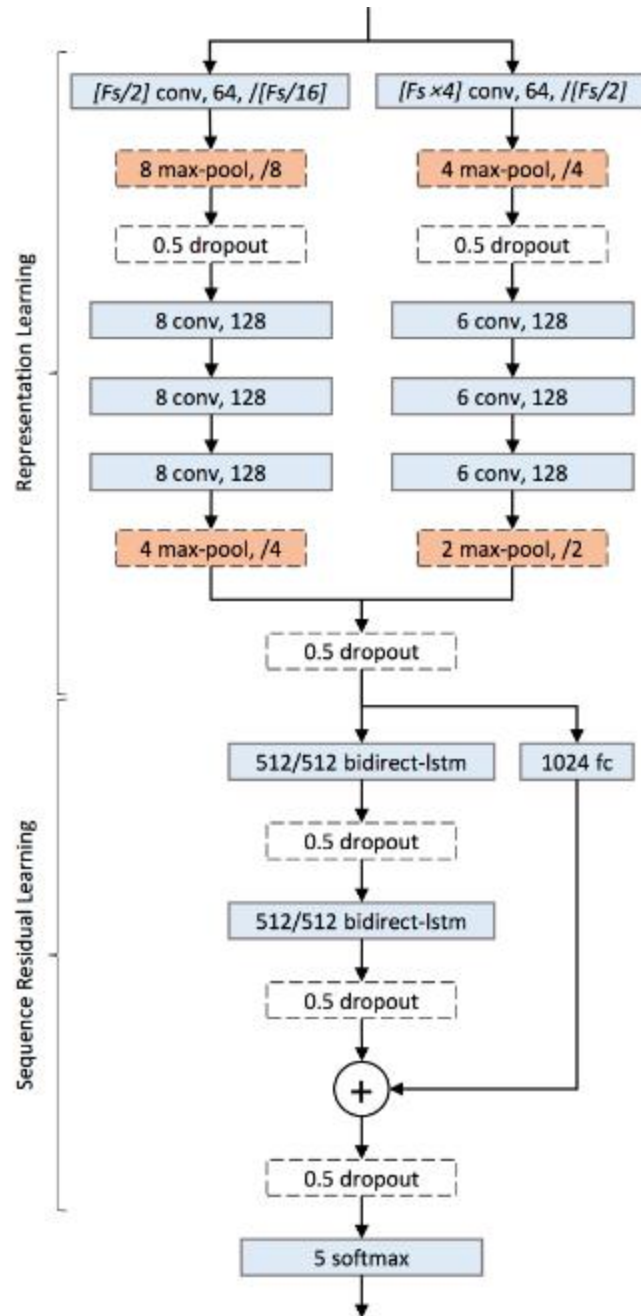 Representation Learning
[Fs/2] conv, 64, /[Fs/16]
[Fs×4] conv, 64, /[Fs/2]
8 max-pool, /8
4 max-pool, /4
0.5 dropout
0.5 dropout
8 conv, 128
6 conv, 128
8 conv, 128
6 conv, 128
8 conv, 128
6 conv, 128
4 max-pool, /4
2 max-pool, /2
0.5 dropout
Sequence Residual Learning
512/512 bidirect-lstm
1024 fc
0.5 dropout
512/512 bidirect-lstm
0.5 dropout
+
0.5 dropout
5 softmax